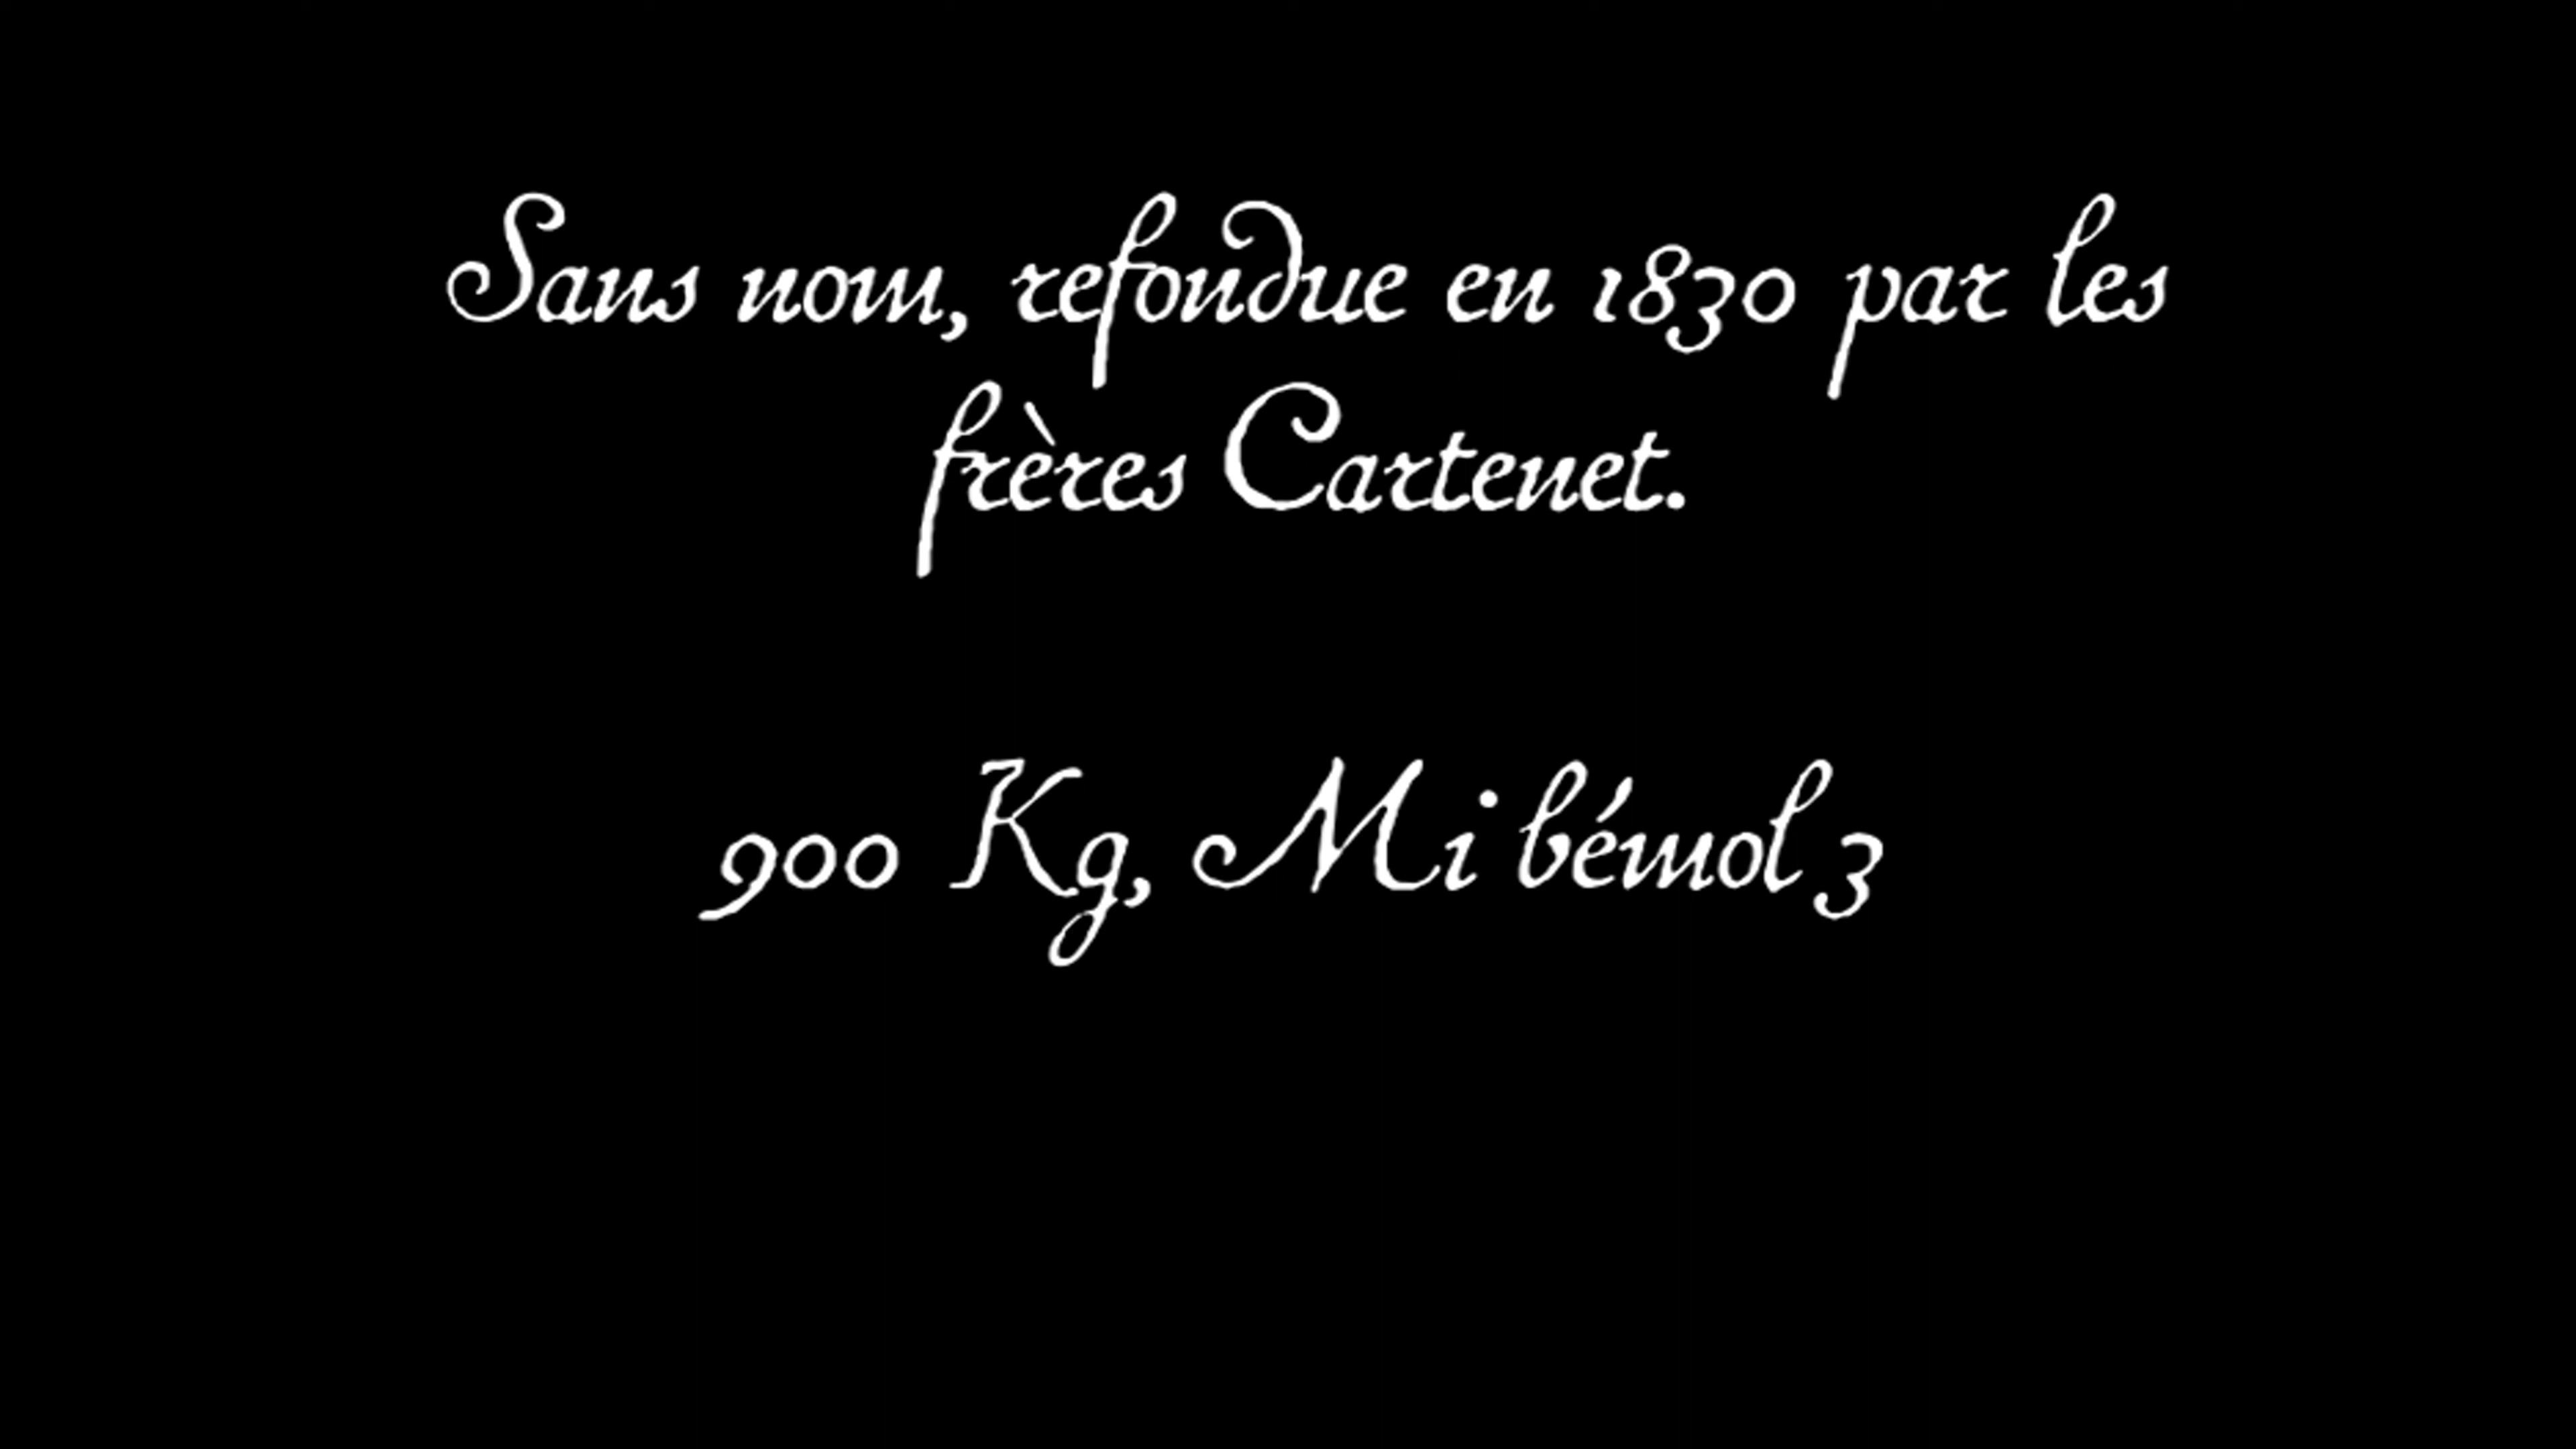 Sans nom, refondue en 1830 par les
frères Cartenet.
900 Kg, Mi bémol 3